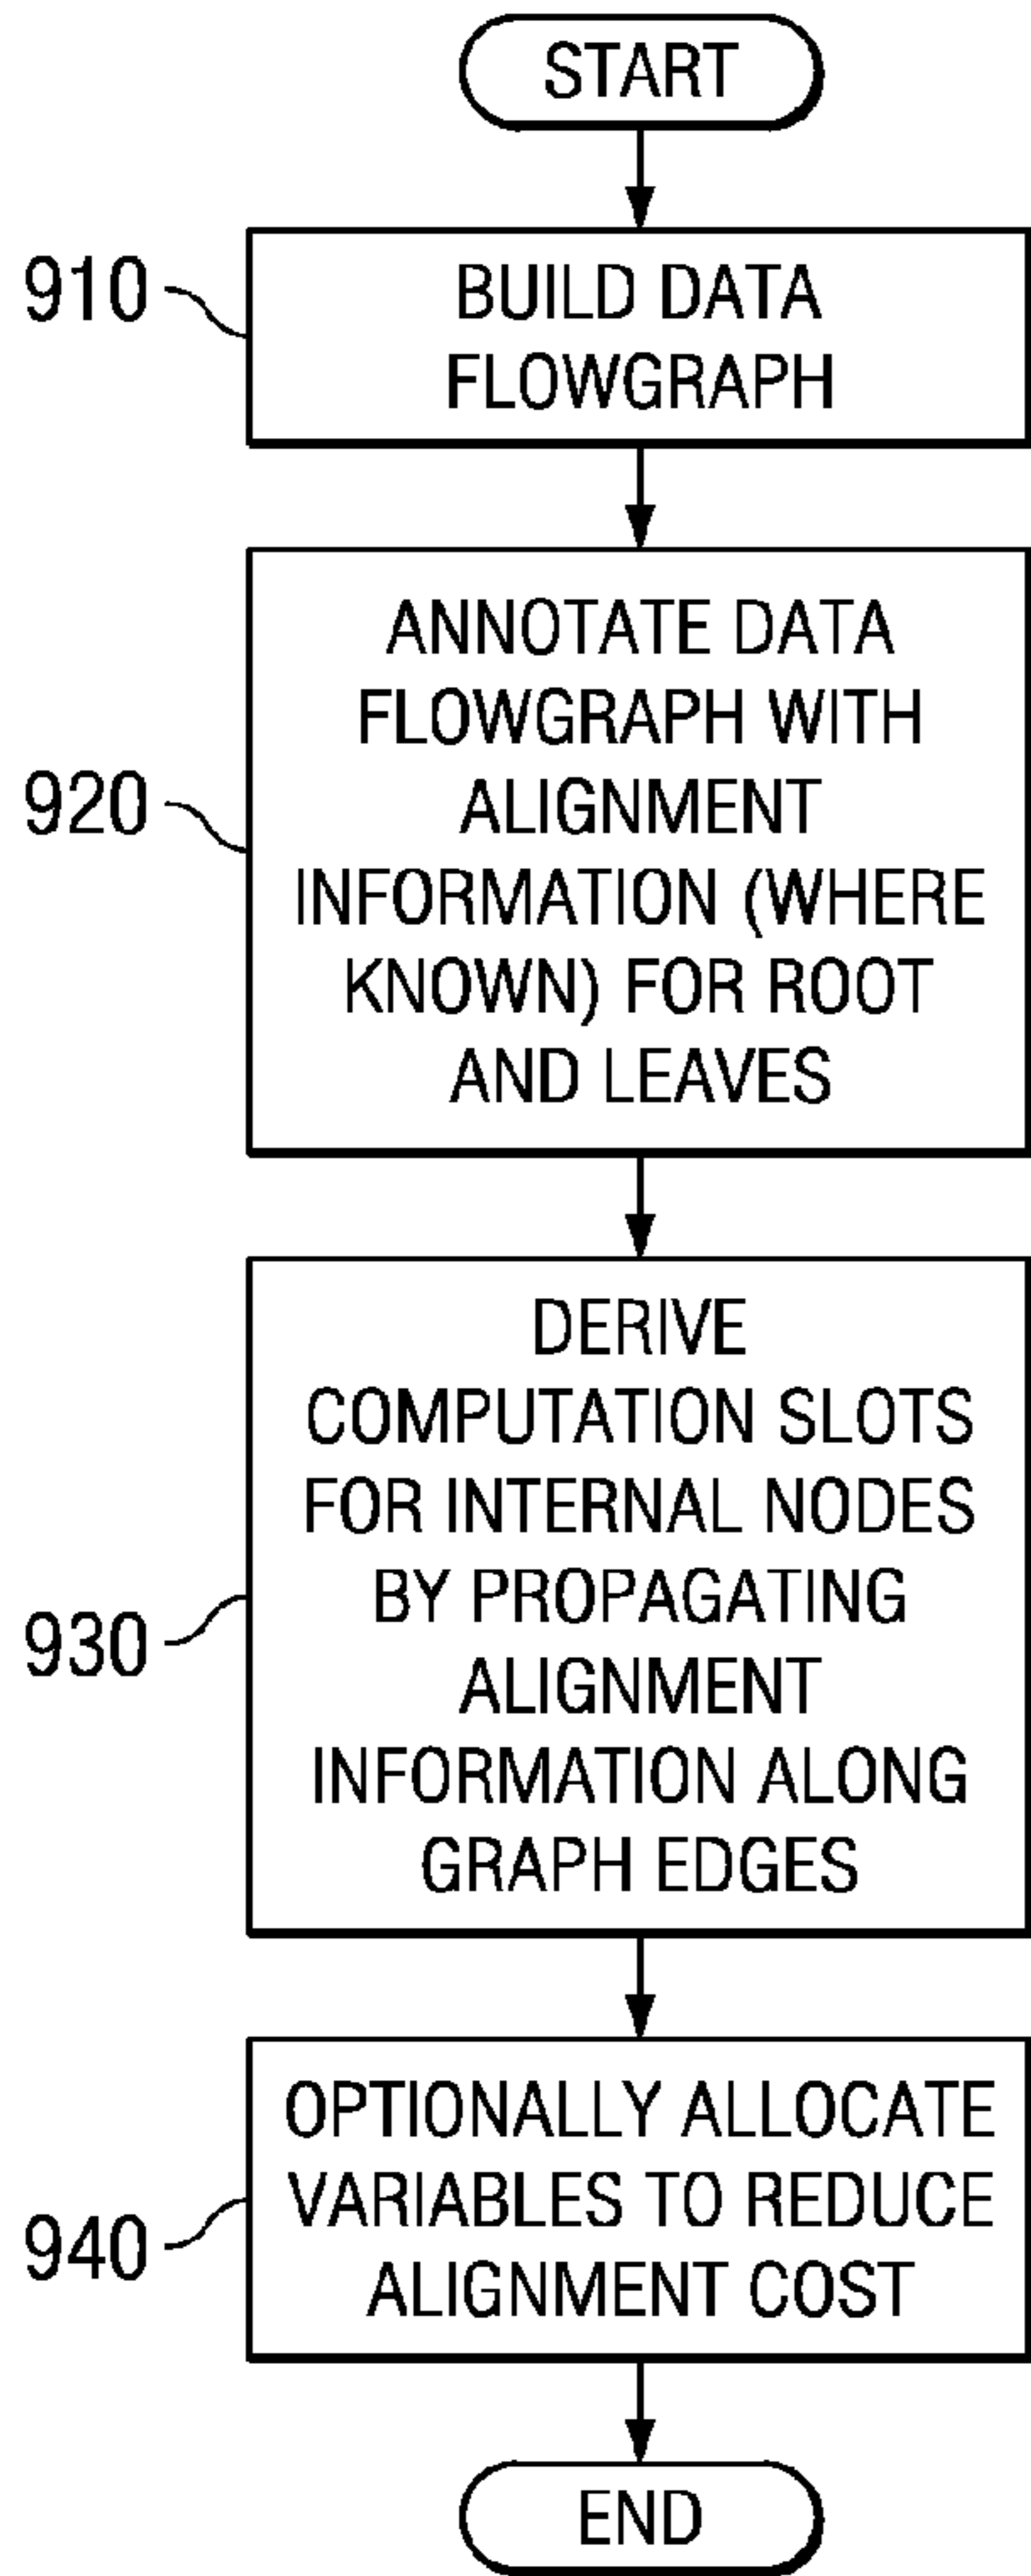 START
910
BUILD DATA
FLOWGRAPH
920
ANNOTATE DATA
FLOWGRAPH WITH
ALIGNMENT
INFORMATION (WHERE
KNOWN) FOR ROOT
AND LEAVES
930
DERIVE
COMPUTATION SLOTS
FOR INTERNAL NODES
BY PROPAGATING
ALIGNMENT
INFORMATION ALONG
GRAPH EDGES
940
OPTIONALLY ALLOCATE
VARIABLES TO REDUCE
ALIGNMENT COST
END